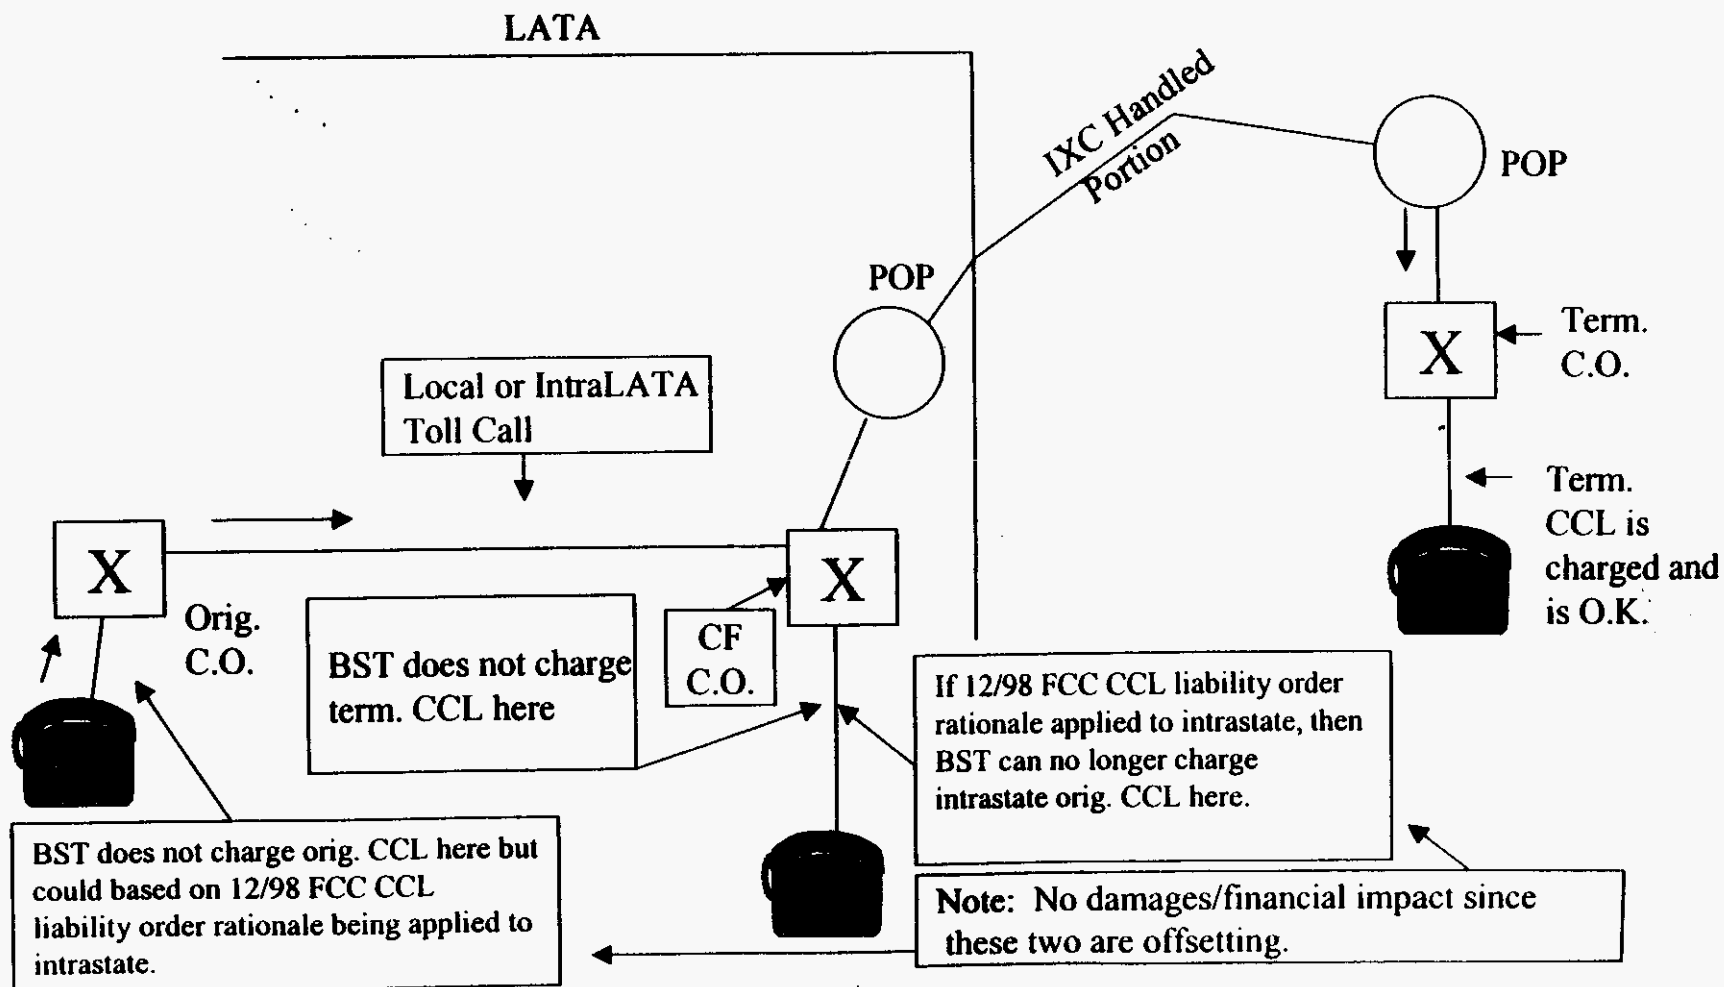 LATA
IXC Handled
Portion
POP
POP
Term.
C.O.
X
Local or IntraLATA
Toll Call
Term.
CCL is
charged and
is O.K.
X
Orig.
C.O.
X
CF
C.O.
BST does not charge
term. CCL here
If 12/98 FCC CCL liability order
rationale applied to intrastate, then
BST can no longer charge
intrastate orig. CCL here.
BST does not charge orig. CCL here but
could based on 12/98 FCC CCL
liability order rationale being applied to
intrastate.
Note: No damages/financial impact since
these two are offsetting.